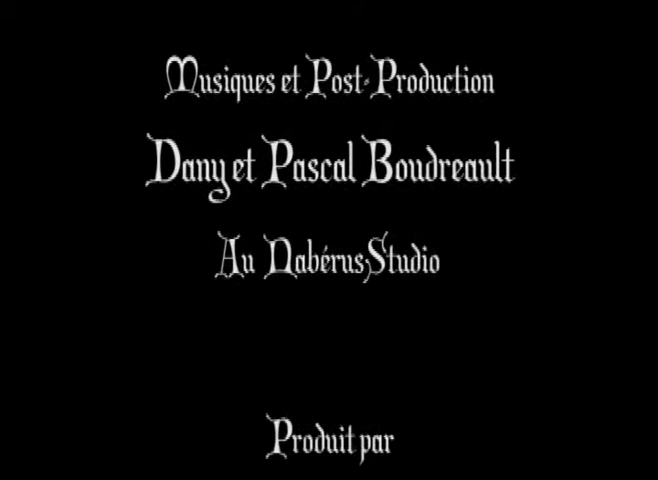 Musiques et Post-Production
Dany et Pascal Boudreault
Au Nabérus-Studio
Produit par